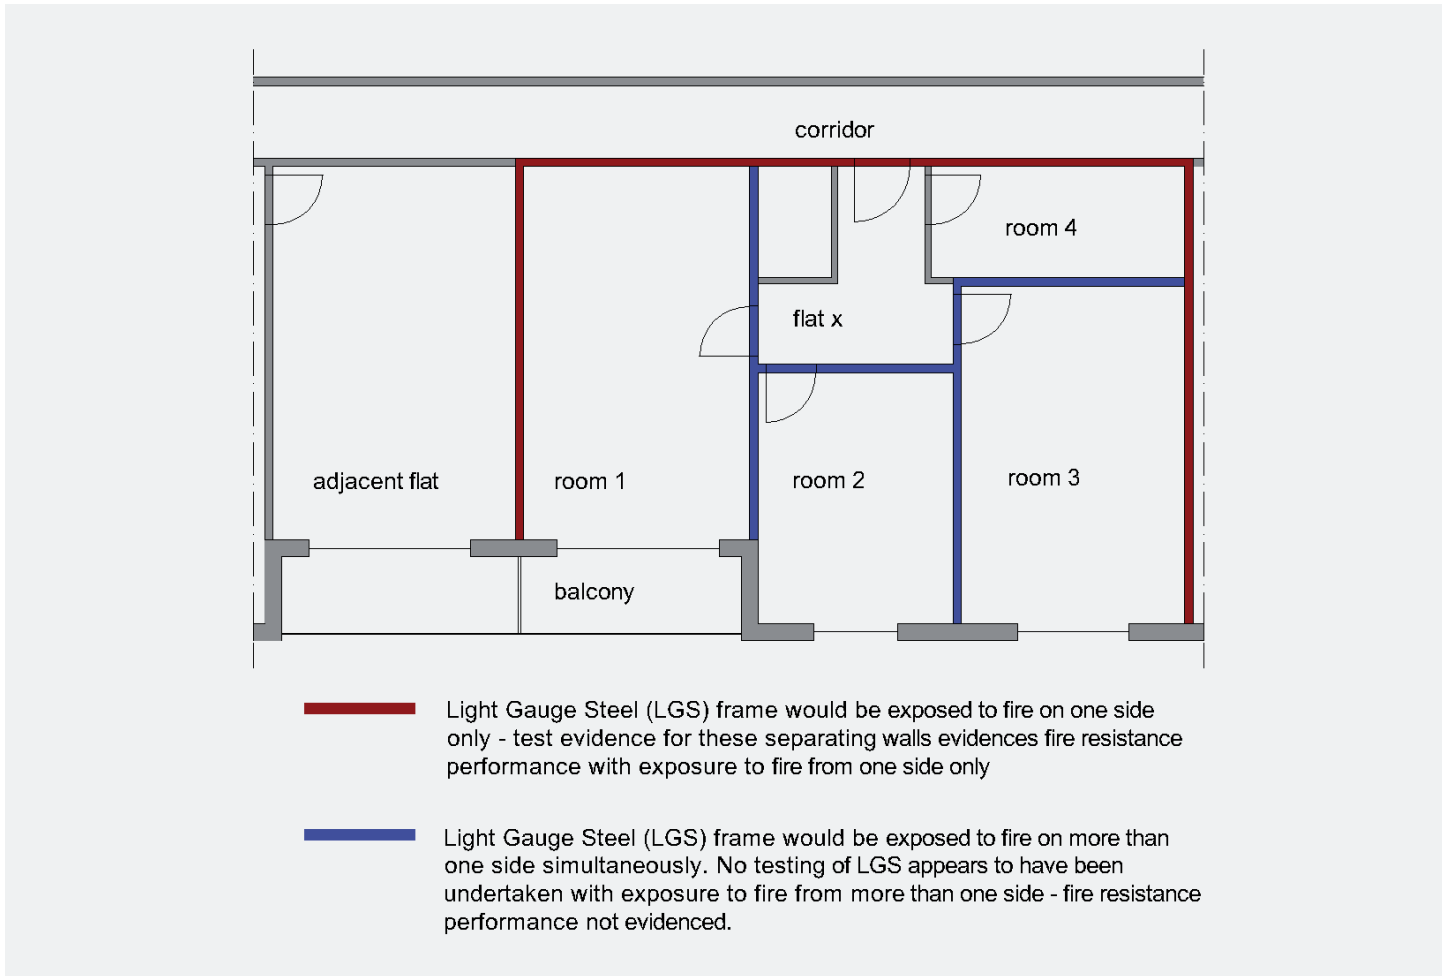 corridor
room 4
flat x
adjacent flat
room 1
room 2
room 3
balcony
Light Gauge Steel (LGS) frame would be exposed to fire on one side
only - test evidence for these separating walls evidences fire resistance
performance with exposure to fire from one side only
Light Gauge Steel (LGS) frame would be exposed to fire on more than
one side simultaneously. No testing of LGS appears to have been
undertaken with exposure to fire from more than one side - fire resistance
performance not evidenced.